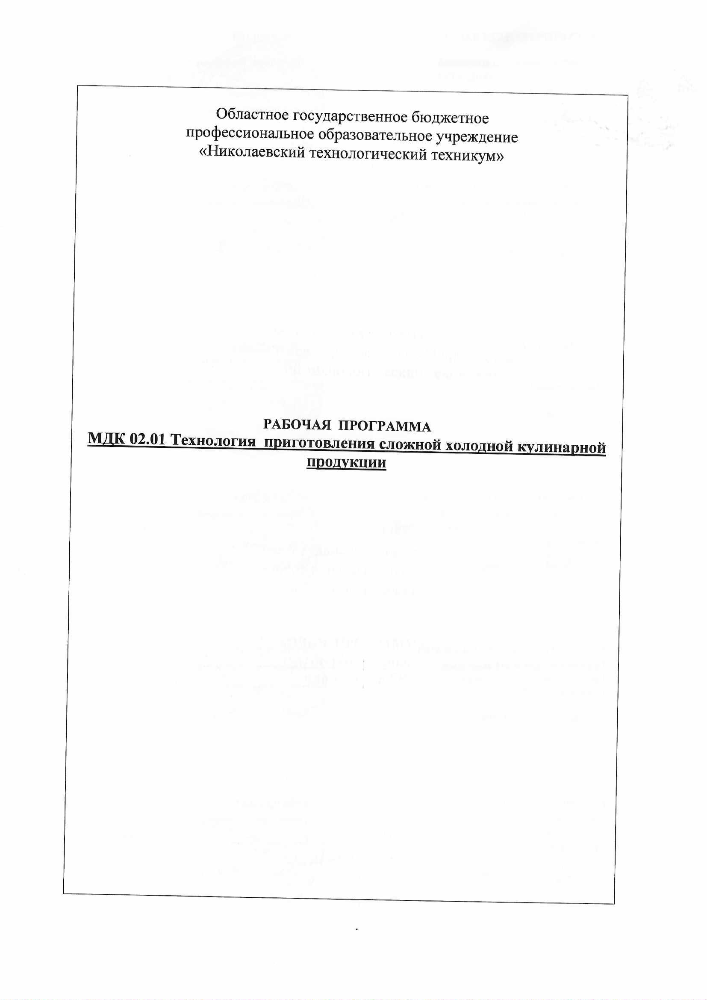 Областное государственное бюджетное
профессиональное образовательное учреждение
«Николаевский технологический техникум»
РАБОЧАЯ ПРОГРАММА
МДК 02.01 Технология приготовления сложной холодной кулинарной
продукции